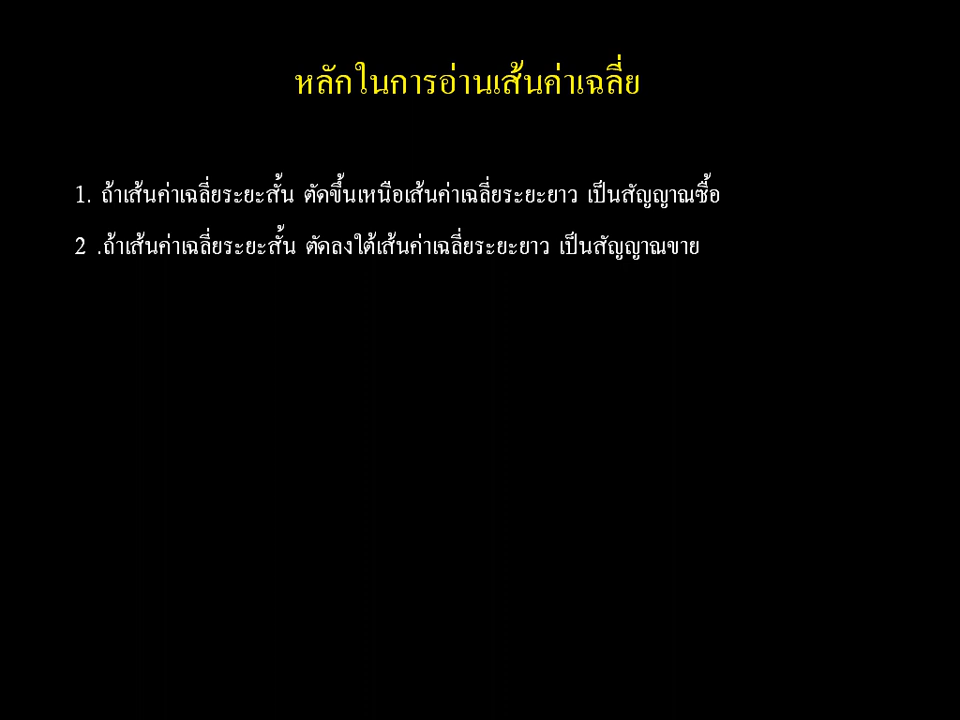 หลักในการอ่านเส้นค่าเฉลี่ย
1. ถ้าเส้นค่าเฉลี่ยระยะสั้น ตัดขึ้นเหนือเส้นค่าเฉลี่ยระยะยาว เป็นสัญญาณซื้อ
2 .ถ้าเส้นค่าเฉลี่ยระยะสั้น ตัดลงใต้เส้นค่าเฉลี่ยระยะยาว เป็นสัญญาณขาย